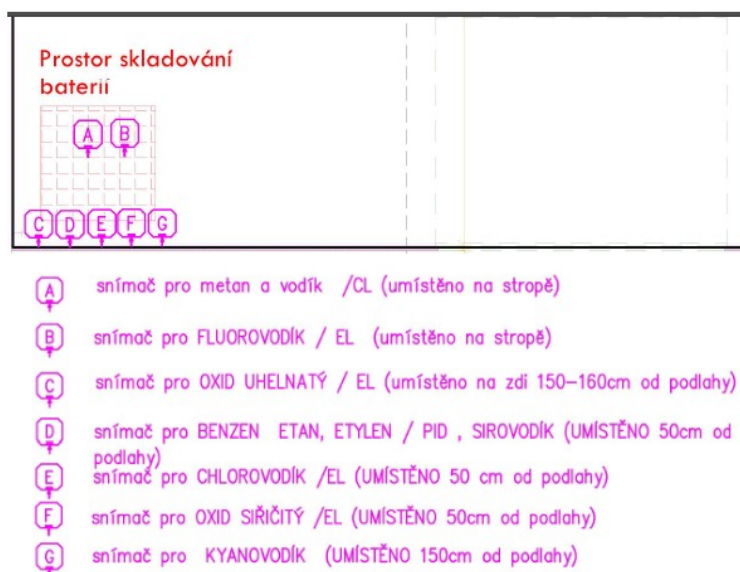 Prostor skladování
baterií
A B
C D E F G
A snímač pro metan a vodík /CL (umístěno na stropě)
B snímač pro FLUOROVODÍK / EL (umístěno na stropě)
C snímač pro OXID UHELNATÝ / EL (umístěno na zdi 150-160cm od podlahy)
D snímač pro BENZEN ETAN, ETYLEN / PID , SIROVODÍK (UMÍSTĚNO 50cm od
podlahy)
E snímač pro CHLOROVODÍK /EL (UMÍSTĚNO 50 cm od podlahy)
F snímač pro OXID SIŘIČITÝ /EL (UMÍSTĚNO 50cm od podlahy)
G snímač pro KYANOVODÍK (UMÍSTĚNO 150cm od podlahy)